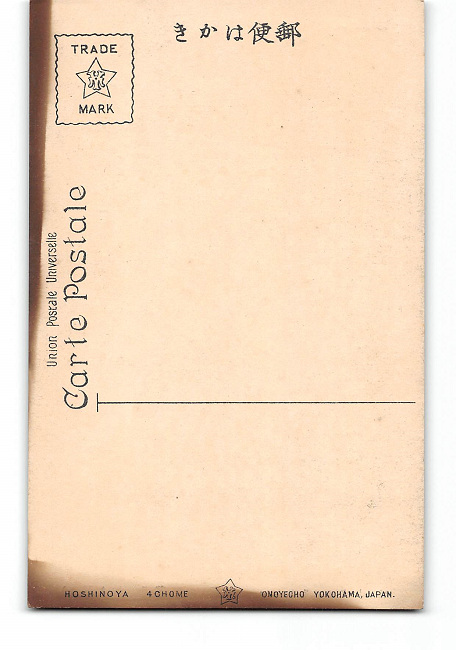 きかは便郵
TRADE
MARK
Union Postale Universelle
Carte Postale
HOSHINOYA 4CHOME ONOYECHO YOKOHAMA, JAPAN.